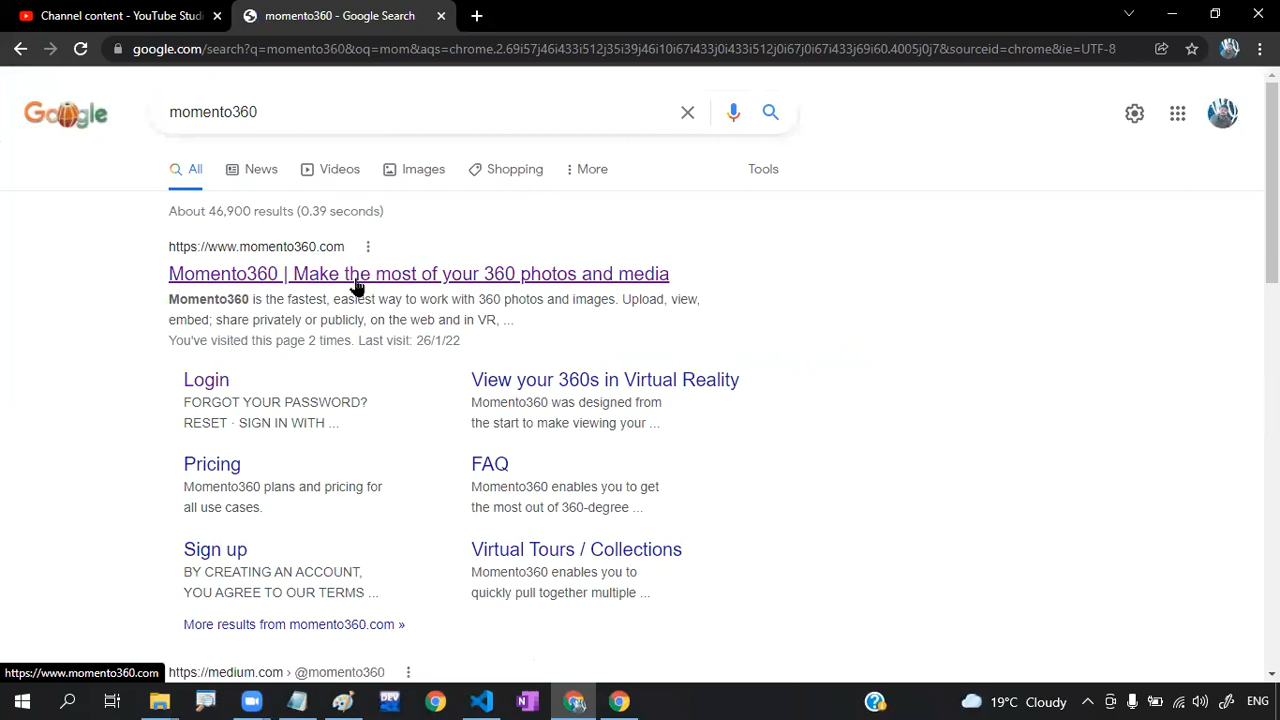 Channel content - YouTube Studi
momento360 - Google Search
google.com/search?q=momento360&oq=mom&aqs=chrome.2.69i57j46i433i512j35i39j46i10i67i433j0i433i512j0i67j0i67i433j69i60.4005j0j7&sourceid=chrome&ie=UTF-8
Google
momento360
All
News
Videos
Images
Shopping
More
Tools
About 46,900 results (0.39 seconds)
https://www.momento360.com
Momento360 | Make the most of your 360 photos and media
Momento360 is the fastest, easiest way to work with 360 photos and images. Upload, view,
embed; share privately or publicly, on the web and in VR, ...
You've visited this page 2 times. Last visit: 26/1/22
Login
FORGOT YOUR PASSWORD?
RESET · SIGN IN WITH ...
View your 360s in Virtual Reality
Momento360 was designed from
the start to make viewing your ...
Pricing
Momento360 plans and pricing for
all use cases.
FAQ
Momento360 enables you to get
the most out of 360-degree ...
Sign up
BY CREATING AN ACCOUNT,
YOU AGREE TO OUR TERMS ...
Virtual Tours / Collections
Momento360 enables you to
quickly pull together multiple ...
More results from momento360.com »
https://www.momento360.com
https://medium.com › @momento360
DEV
19°C Cloudy
ENG